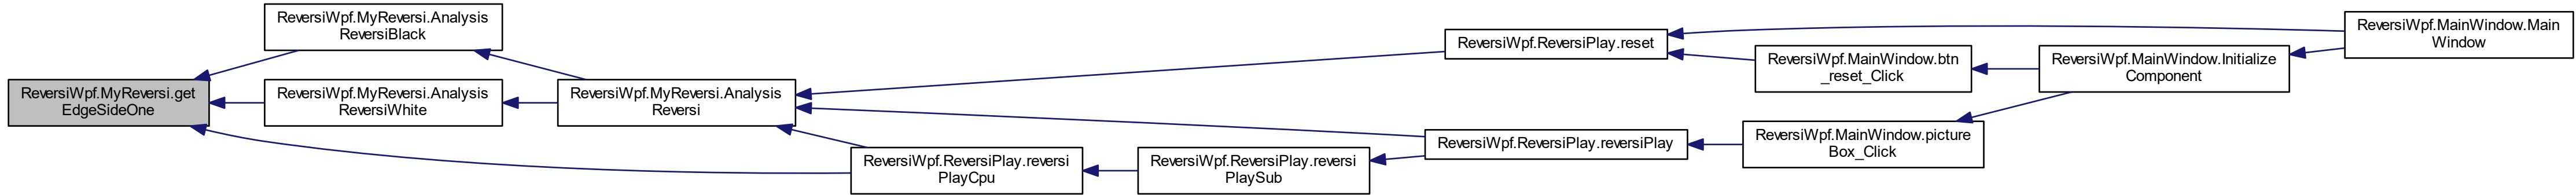 ReversiWpf.MyReversi.get
EdgeSideOne
ReversiWpf.MyReversi.Analysis
ReversiBlack
ReversiWpf.MyReversi.Analysis
ReversiWhite
ReversiWpf.MyReversi.Analysis
Reversi
ReversiWpf.ReversiPlay.reversi
PlayCpu
ReversiWpf.ReversiPlay.reversi
PlaySub
ReversiWpf.ReversiPlay.reset
ReversiWpf.ReversiPlay.reversiPlay
ReversiWpf.MainWindow.btn
_reset_Click
ReversiWpf.MainWindow.picture
Box_Click
ReversiWpf.MainWindow.Initialize
Component
ReversiWpf.MainWindow.Main
Window